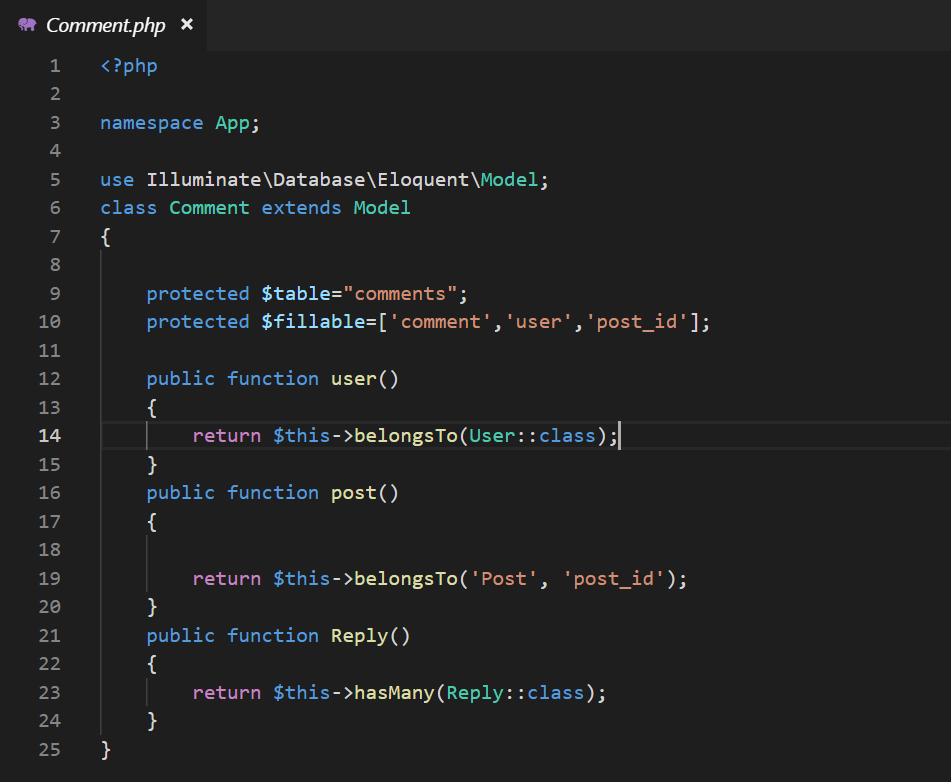 Comment.php ×
1 <?php
2
3 namespace App;
4
5 use Illuminate\Database\Eloquent\Model;
6 class Comment extends Model
7 {
8
9     protected $table="comments";
10     protected $fillable=['comment','user','post_id'];
11
12     public function user()
13     {
14         return $this->belongsTo(User::class);
15     }
16     public function post()
17     {
18
19         return $this->belongsTo('Post', 'post_id');
20     }
21     public function Reply()
22     {
23         return $this->hasMany(Reply::class);
24     }
25 }